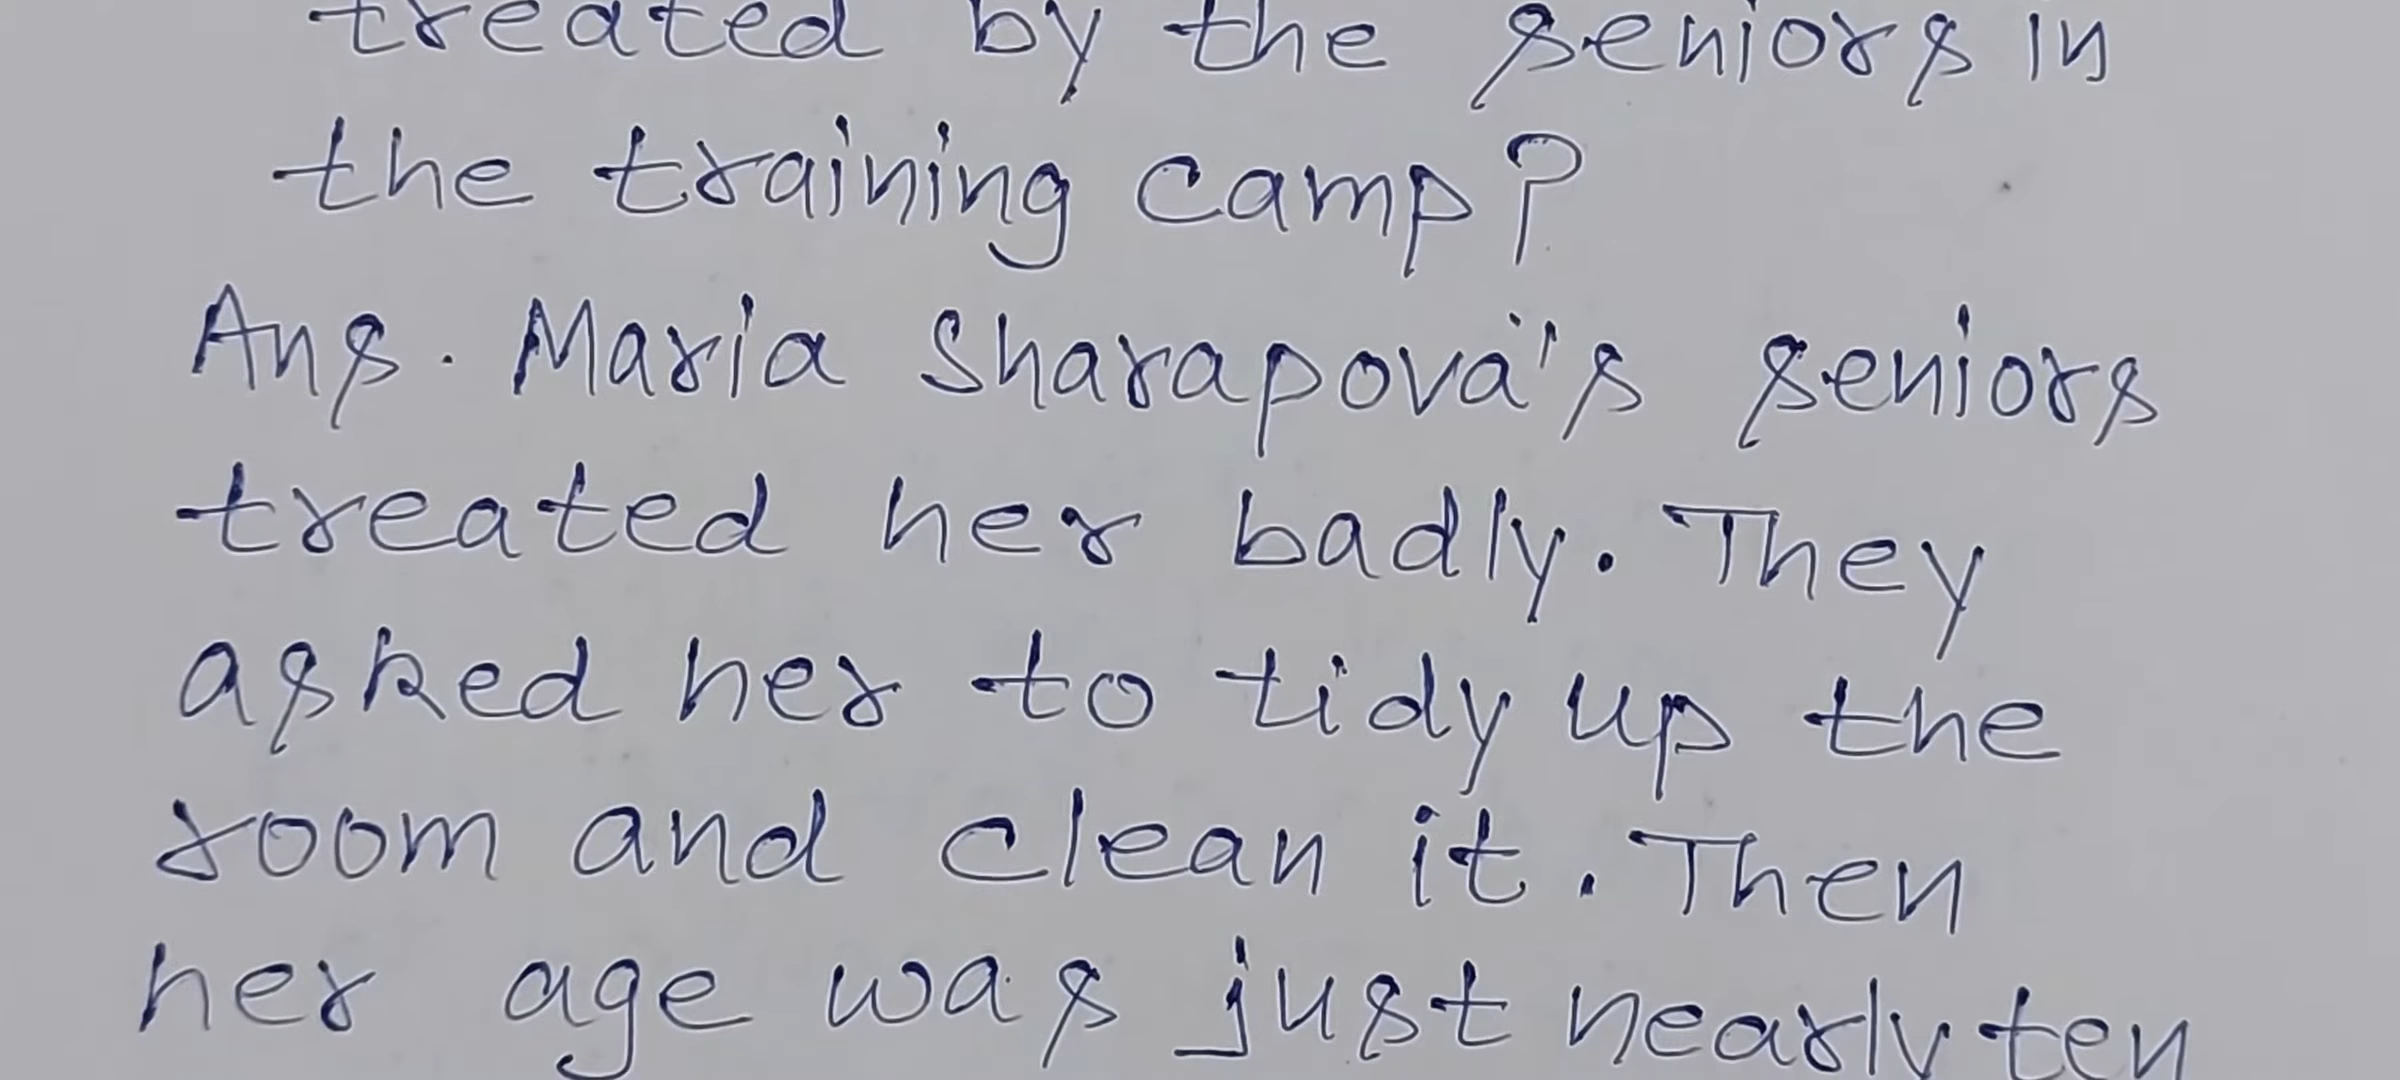 treated by the seniors in
the training camp?
Ans. Maria Sharapova's seniors
treated her badly. They
asked her to tidy up the
room and clean it. Then
her age was just nearly ten